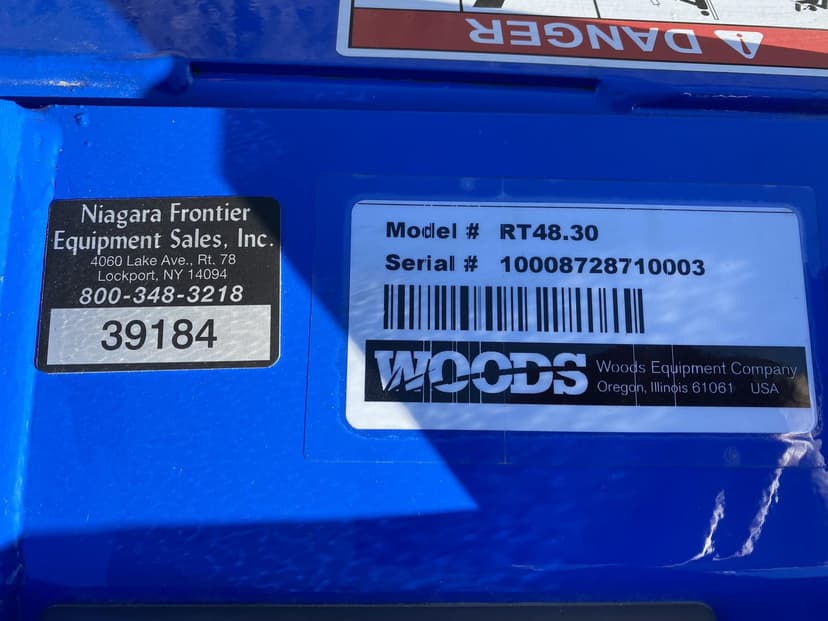 DANGER
Niagara Frontier
Equipment Sales, Inc.
4060 Lake Ave., Rt. 78
Lockport, NY 14094
800-348-3218
39184
Model # RT48.30
Serial # 10008728710003
WOODS
Woods Equipment Company
Oregon, Illinois 61061 USA